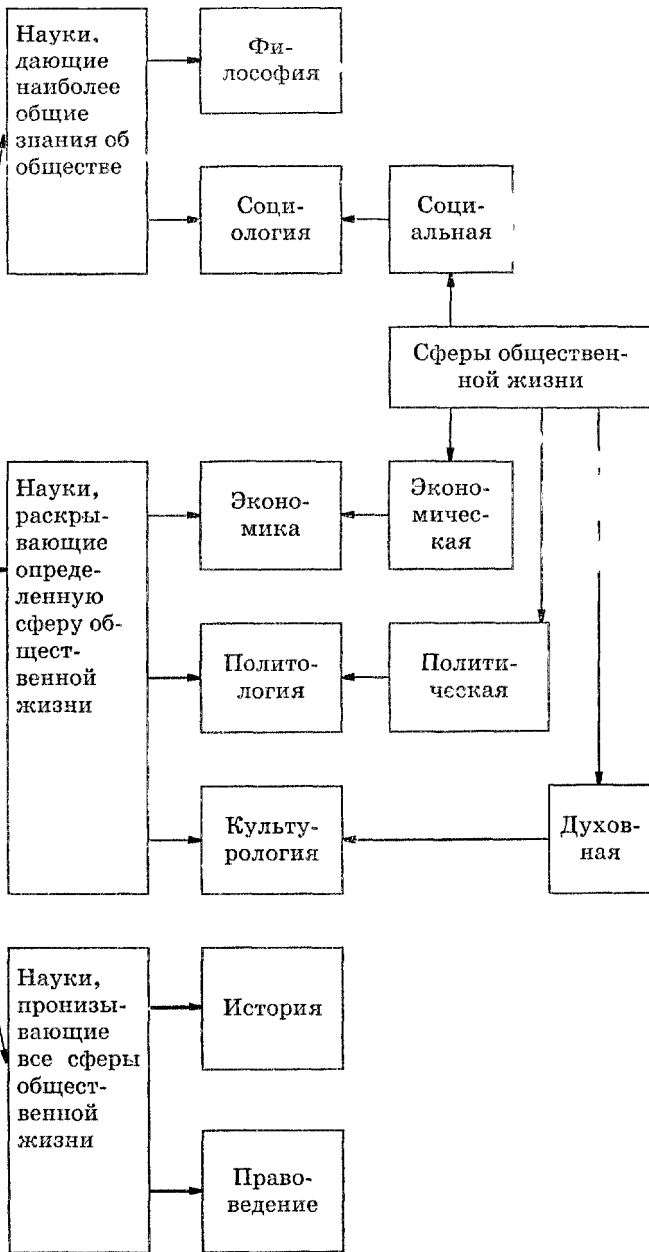 Науки,
дающие
наиболее
общие
знания об
обществе
Фи-
лософия
Соци-
ология
Соци-
альная
Сферы обществен-
ной жизни
Науки,
раскры-
вающие
опреде-
ленную
сферу об-
щест-
венной
жизни
Эконо-
мика
Эконо-
мичес-
кая
Полито-
логия
Полити-
ческая
Культу-
рология
Духов-
ная
Науки,
пронизы-
вающие
все сферы
общест-
венной
жизни
История
Право-
ведение